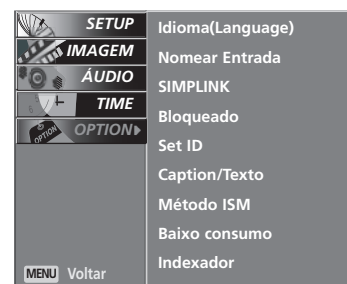 SETUP
IMAGEM
ÁUDIO
TIME
OPTION
Idioma(Language)
Nomear Entrada
SIMPLINK
Bloqueado
Set ID
Caption/Texto
Método ISM
Baixo consumo
Indexador
MENU Voltar